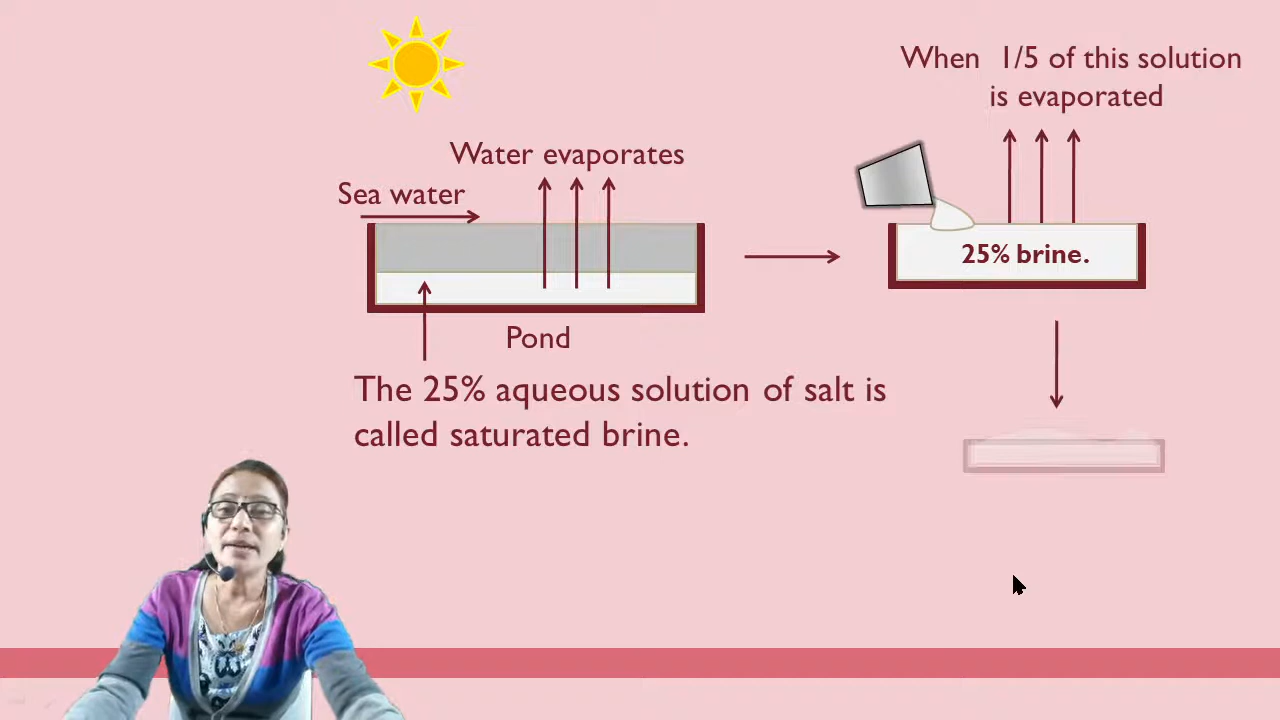 When 1/5 of this solution
is evaporated
Water evaporates
Sea water
25% brine.
Pond
The 25% aqueous solution of salt is
called saturated brine.